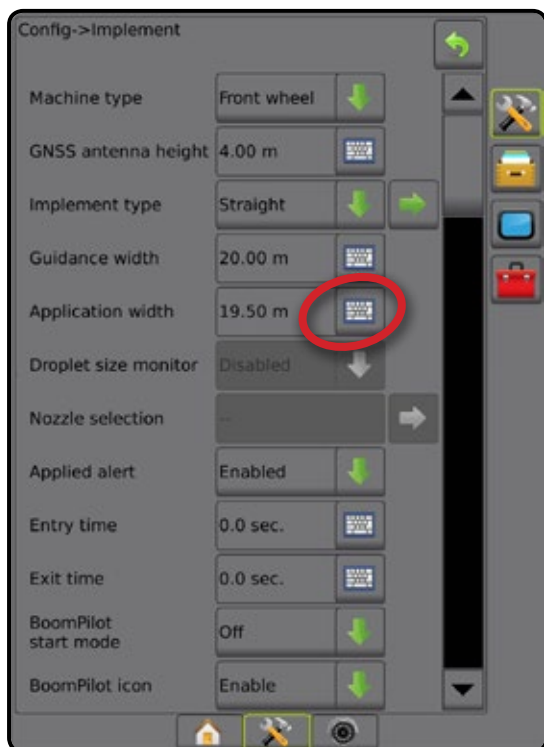 Config->Implement
Machine type Front wheel
GNSS antenna height 4.00 m
Implement type Straight
Guidance width 20.00 m
Application width 19.50 m
Droplet size monitor Disabled
Nozzle selection --
Applied alert Enabled
Entry time 0.0 sec.
Exit time 0.0 sec.
BoomPilot
start mode Off
BoomPilot icon Enable